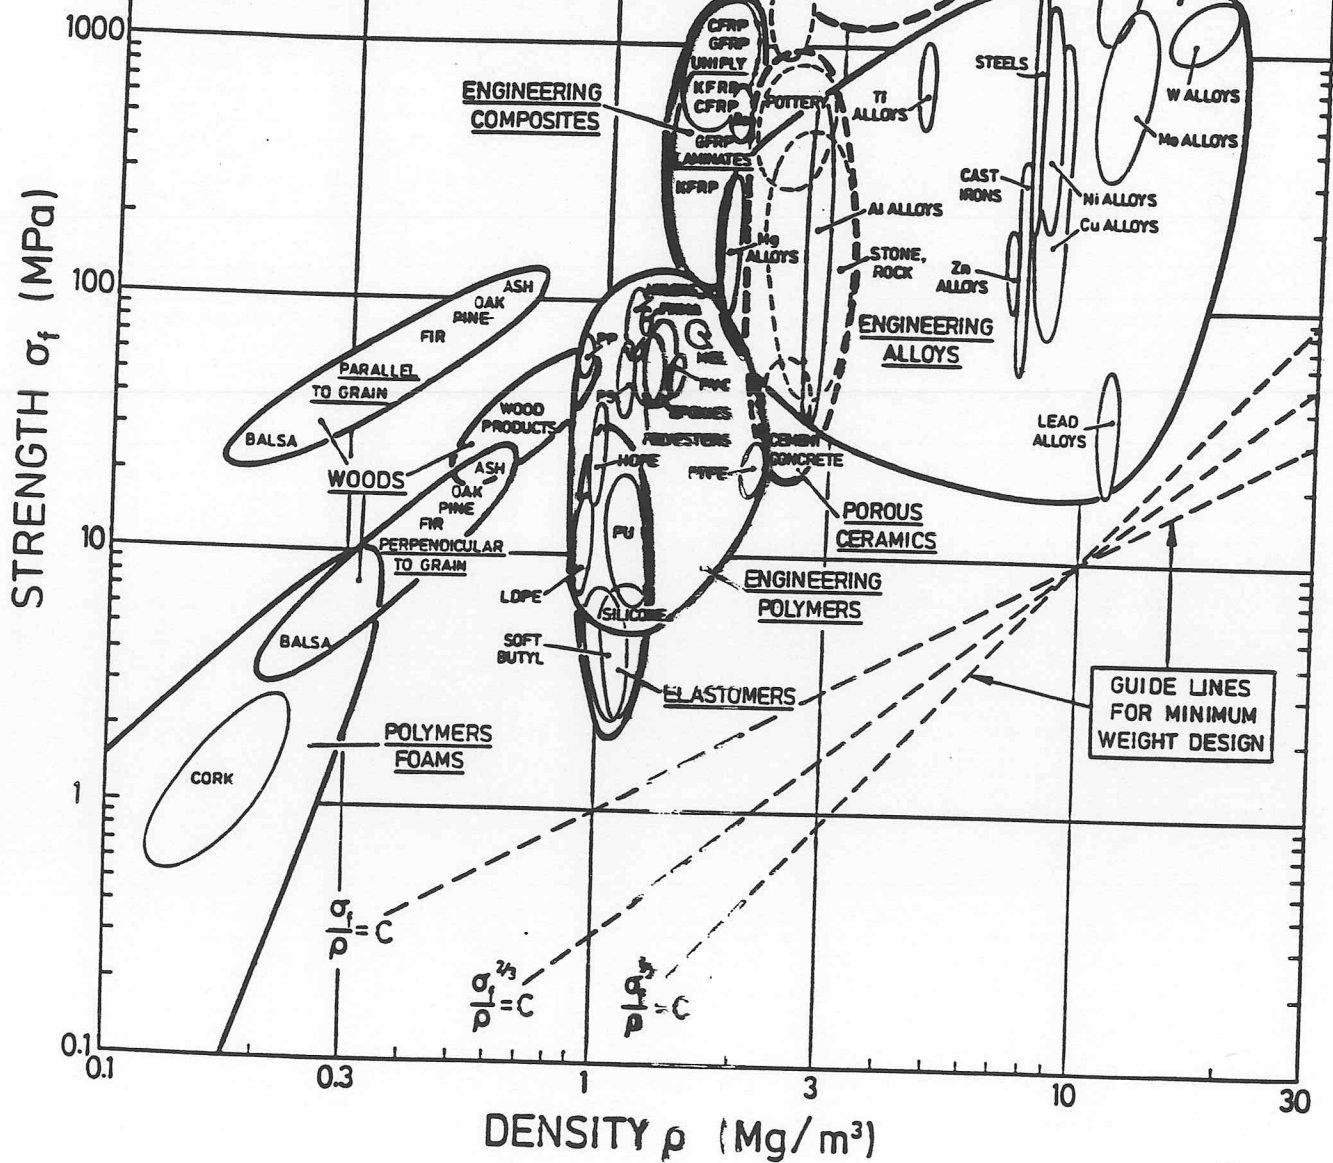 1000
CFRP
GFRP
UNIPLY
KFRP
CFRP
GFRP
LAMINATES
KFRP
ENGINEERING
COMPOSITES
POTTERY
Ti
ALLOYS
STEELS
W ALLOYS
Mo ALLOYS
CAST
IRONS
Ni ALLOYS
Cu ALLOYS
Al ALLOYS
Mg
ALLOYS
STONE,
ROCK
Zn
ALLOYS
ENGINEERING
ALLOYS
LEAD
ALLOYS
STRENGTH σf (MPa)
100
ASH
OAK
PINE
FIR
PARALLEL
TO GRAIN
BALSA
WOODS
WOOD
PRODUCTS
ASH
OAK
PINE
FIR
PERPENDICULAR
TO GRAIN
BALSA
PP
MEL
PVC
PS
EPOXIES
POLYESTERS
HDPE
PTFE
CEMENT
CONCRETE
POROUS
CERAMICS
PU
LDPE
SILICONE
ENGINEERING
POLYMERS
SOFT
BUTYL
ELASTOMERS
10
CORK
POLYMERS
FOAMS
GUIDE LINES
FOR MINIMUM
WEIGHT DESIGN
1
σf/ρ = C
σf^2/3/ρ = C
σf^½/ρ = C
0.1
0.1
0.3
1
3
10
30
DENSITY ρ (Mg/m³)